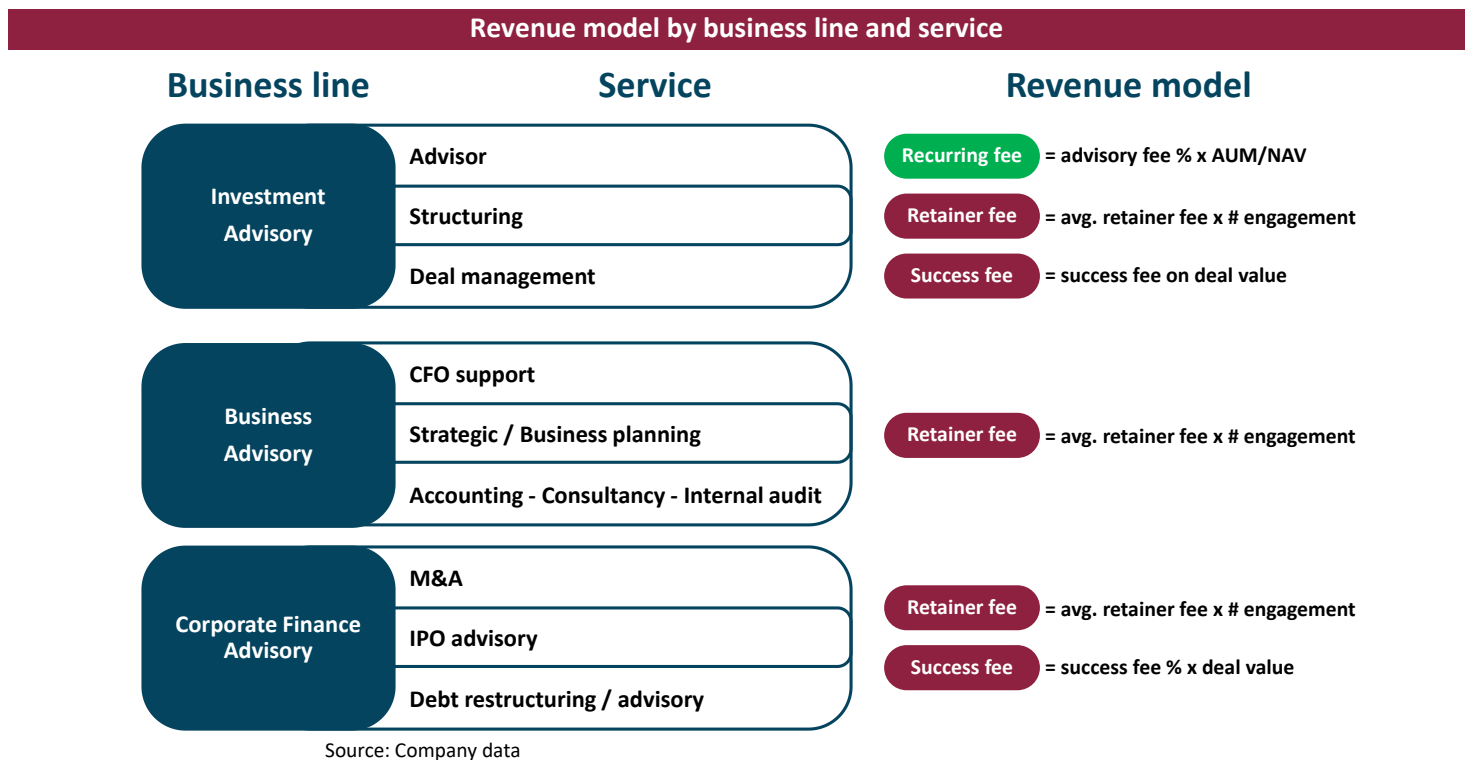 Revenue model by business line and service
Business line
Service
Revenue model
Investment
Advisory
Advisor
Structuring
Deal management
Recurring fee = advisory fee % x AUM/NAV
Retainer fee = avg. retainer fee x # engagement
Success fee = success fee on deal value
Business
Advisory
CFO support
Strategic / Business planning
Accounting - Consultancy - Internal audit
Retainer fee = avg. retainer fee x # engagement
Corporate Finance
Advisory
M&A
IPO advisory
Debt restructuring / advisory
Retainer fee = avg. retainer fee x # engagement
Success fee = success fee % x deal value
Source: Company data